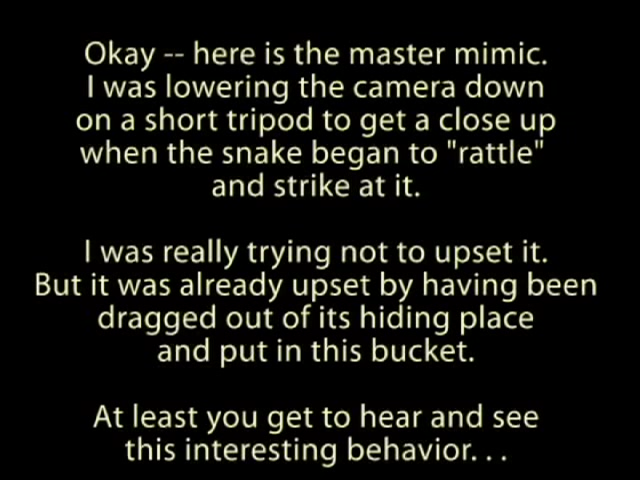 Okay -- here is the master mimic.
I was lowering the camera down
on a short tripod to get a close up
when the snake began to "rattle"
and strike at it.
I was really trying not to upset it.
But it was already upset by having been
dragged out of its hiding place
and put in this bucket.
At least you get to hear and see
this interesting behavior. . .